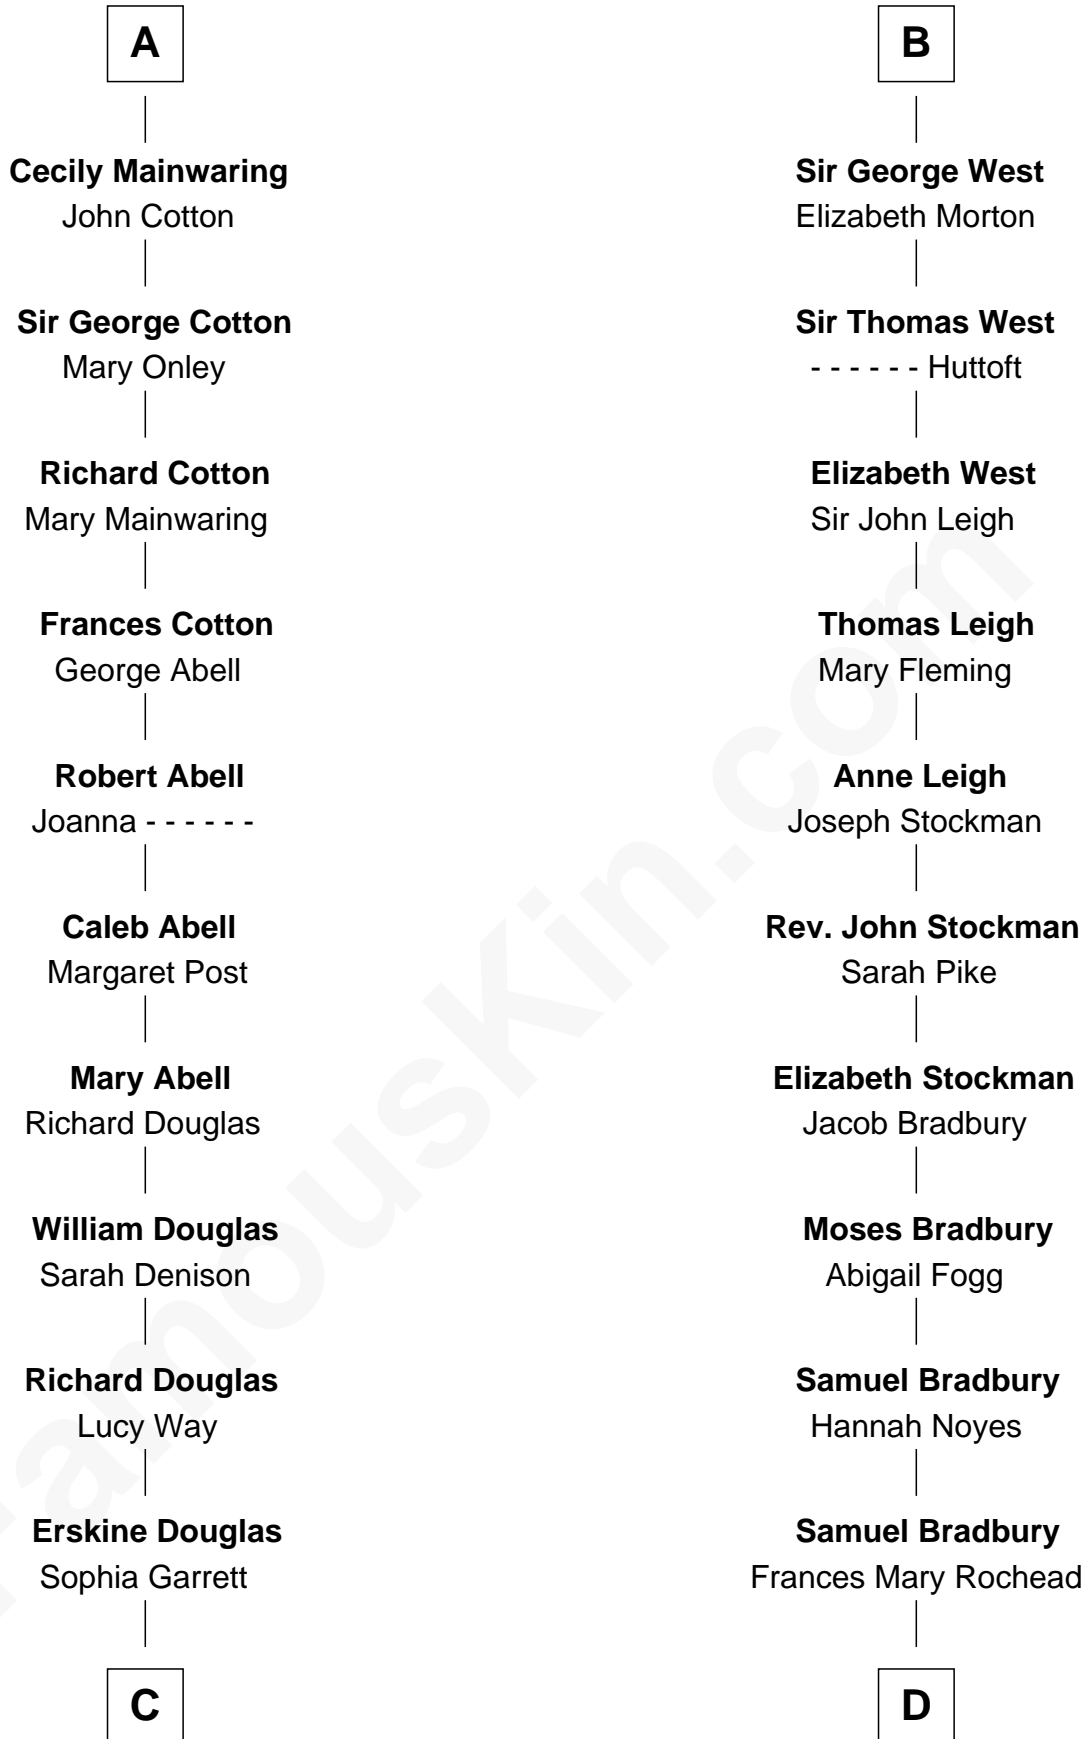 A
Cecily Mainwaring
John Cotton
Sir George Cotton
Mary Onley
Richard Cotton
Mary Mainwaring
Frances Cotton
George Abell
Robert Abell
Joanna - - - - - -
Caleb Abell
Margaret Post
Mary Abell
Richard Douglas
William Douglas
Sarah Denison
Richard Douglas
Lucy Way
Erskine Douglas
Sophia Garrett
C
B
Sir George West
Elizabeth Morton
Sir Thomas West
- - - - - - Huttoft
Elizabeth West
Sir John Leigh
Thomas Leigh
Mary Fleming
Anne Leigh
Joseph Stockman
Rev. John Stockman
Sarah Pike
Elizabeth Stockman
Jacob Bradbury
Moses Bradbury
Abigail Fogg
Samuel Bradbury
Hannah Noyes
Samuel Bradbury
Frances Mary Rochead
D
FamousKin.com